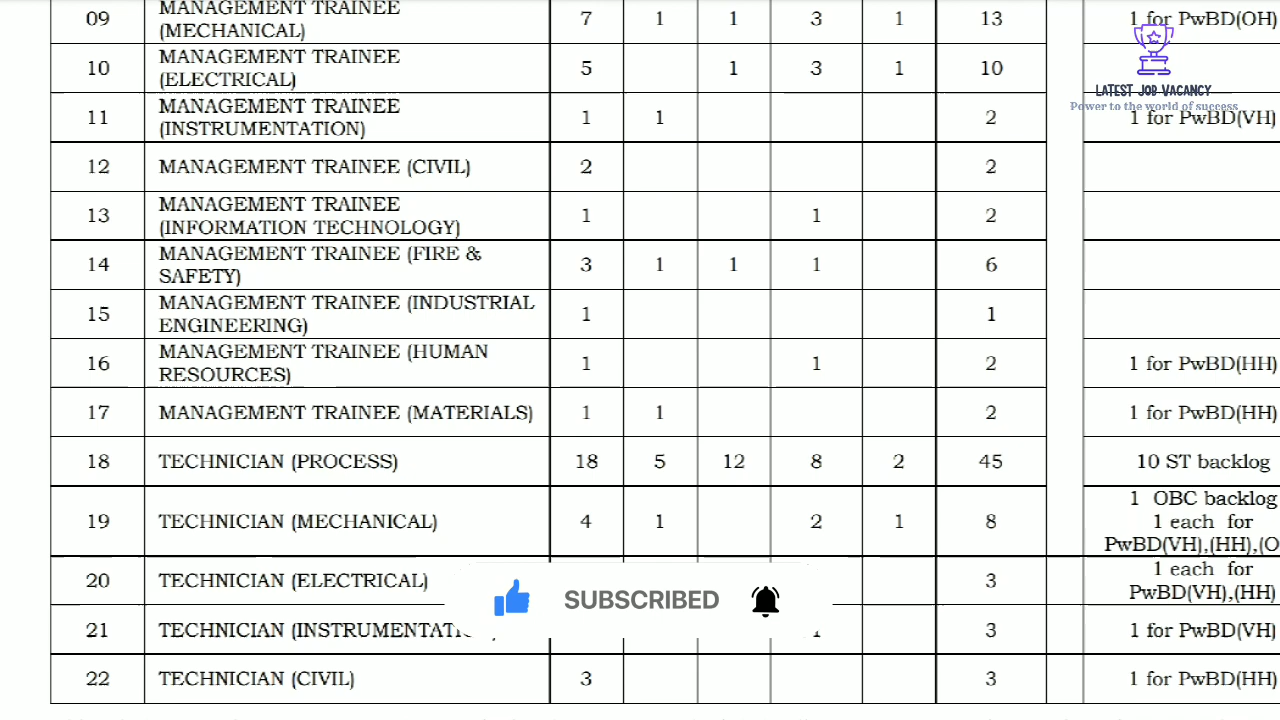 09 MANAGEMENT TRAINEE (MECHANICAL) 7 1 1 3 1 13 1 for PwBD(OH)
LATEST JOB VACANCY
Power to the world of success
10 MANAGEMENT TRAINEE (ELECTRICAL) 5 1 3 1 10
11 MANAGEMENT TRAINEE (INSTRUMENTATION) 1 1 2 1 for PwBD(VH)
12 MANAGEMENT TRAINEE (CIVIL) 2 2
13 MANAGEMENT TRAINEE (INFORMATION TECHNOLOGY) 1 1 2
14 MANAGEMENT TRAINEE (FIRE & SAFETY) 3 1 1 1 6
15 MANAGEMENT TRAINEE (INDUSTRIAL ENGINEERING) 1 1
16 MANAGEMENT TRAINEE (HUMAN RESOURCES) 1 1 2 1 for PwBD(HH)
17 MANAGEMENT TRAINEE (MATERIALS) 1 1 2 1 for PwBD(HH)
18 TECHNICIAN (PROCESS) 18 5 12 8 2 45 10 ST backlog
19 TECHNICIAN (MECHANICAL) 4 1 2 1 8 1 OBC backlog 1 each for PwBD(VH),(HH),(O
20 TECHNICIAN (ELECTRICAL) 3 1 each for PwBD(VH),(HH)
SUBSCRIBED
21 TECHNICIAN 3 1 for PwBD(VH)
22 TECHNICIAN (CIVIL) 3 3 1 for PwBD(HH)